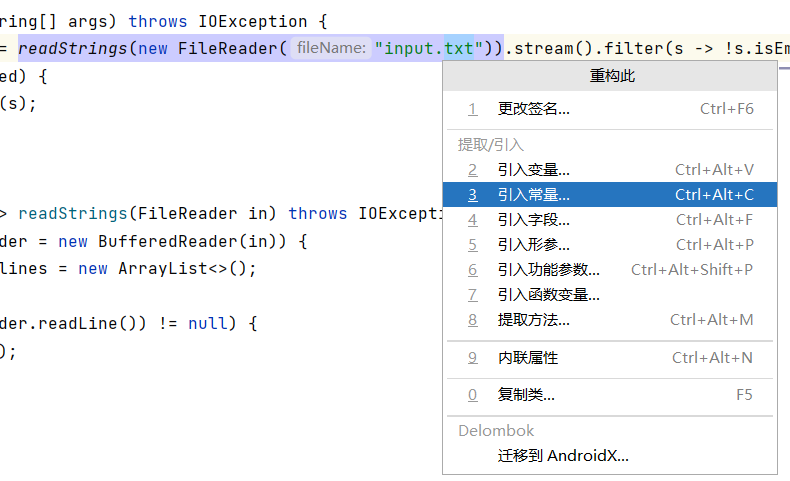 ring[] args) throws IOException {
= readStrings(new FileReader( fileName: "input.txt")).stream().filter(s -> !s.isEm
ed) {
(s);
> readStrings(FileReader in) throws IOExcepti
der = new BufferedReader(in)) {
lines = new ArrayList<>();
der.readLine()) != null) {
);
重构此
1 更改签名... Ctrl+F6
提取/引入
2 引入变量... Ctrl+Alt+V
3 引入常量... Ctrl+Alt+C
4 引入字段... Ctrl+Alt+F
5 引入形参... Ctrl+Alt+P
6 引入功能参数... Ctrl+Alt+Shift+P
7 引入函数变量...
8 提取方法... Ctrl+Alt+M
9 内联属性 Ctrl+Alt+N
0 复制类... F5
Delombok
迁移到 AndroidX...